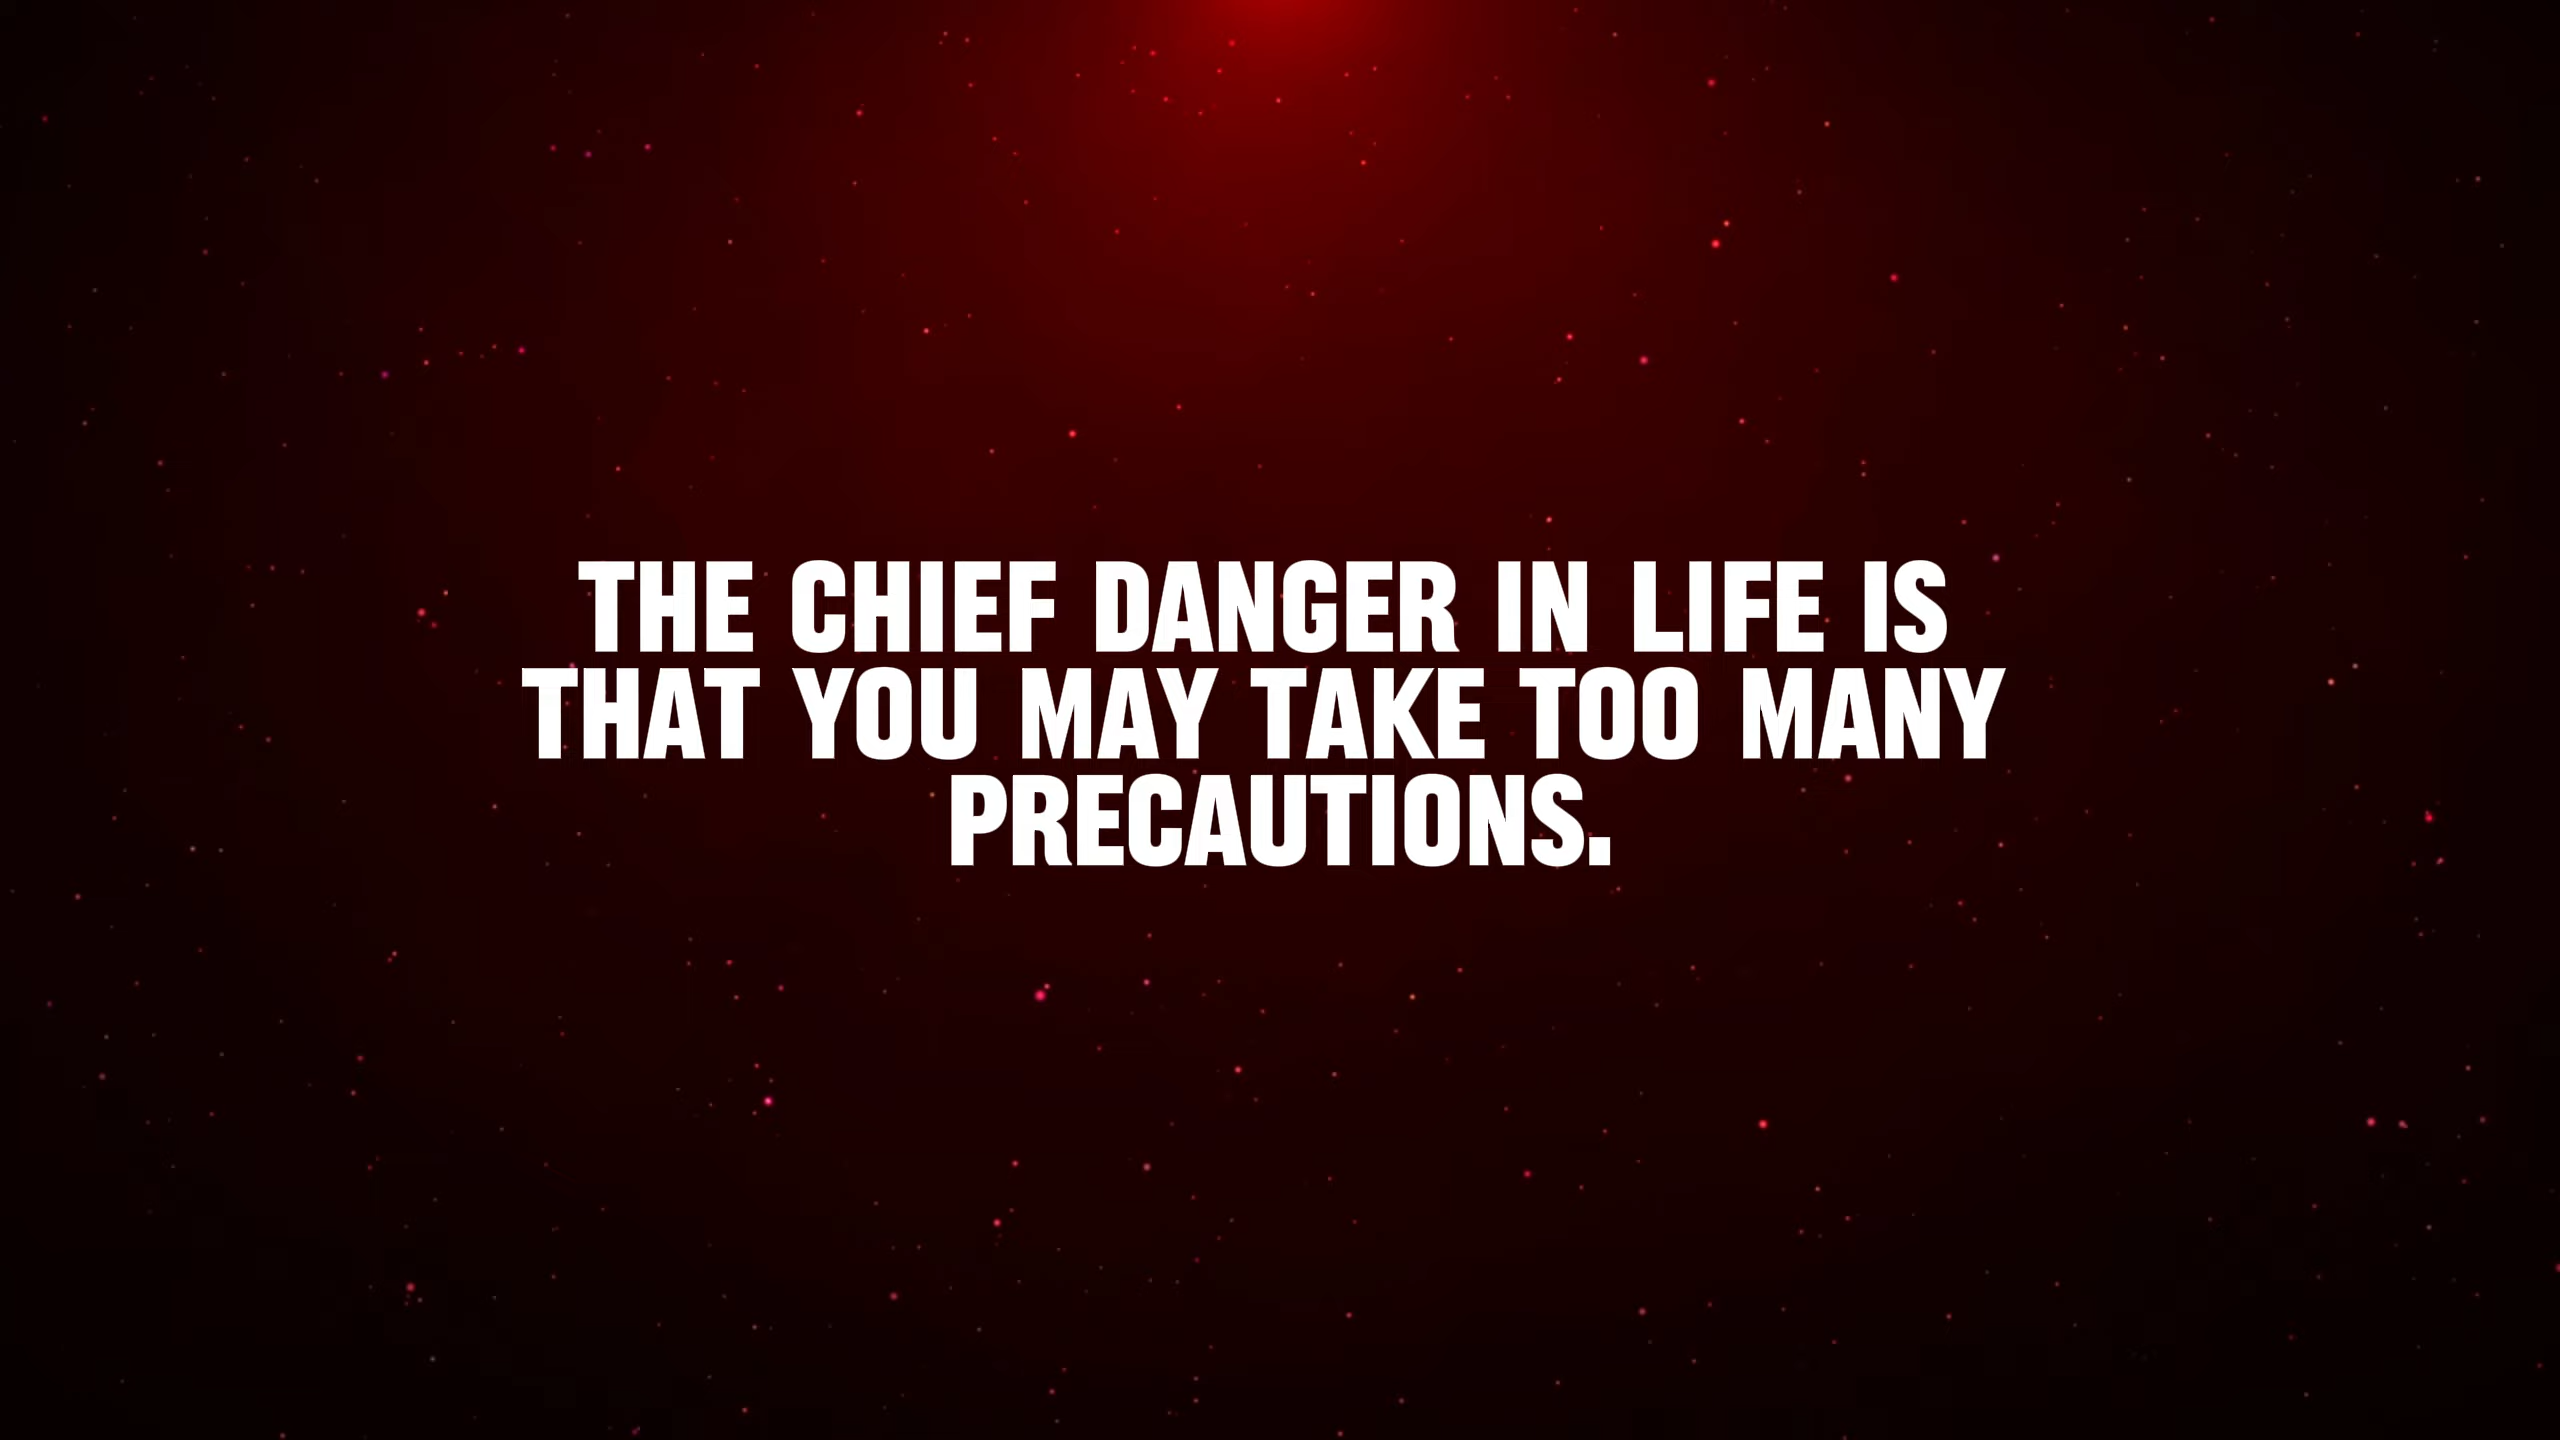 THE CHIEF DANGER IN LIFE IS
THAT YOU MAY TAKE TOO MANY
PRECAUTIONS.